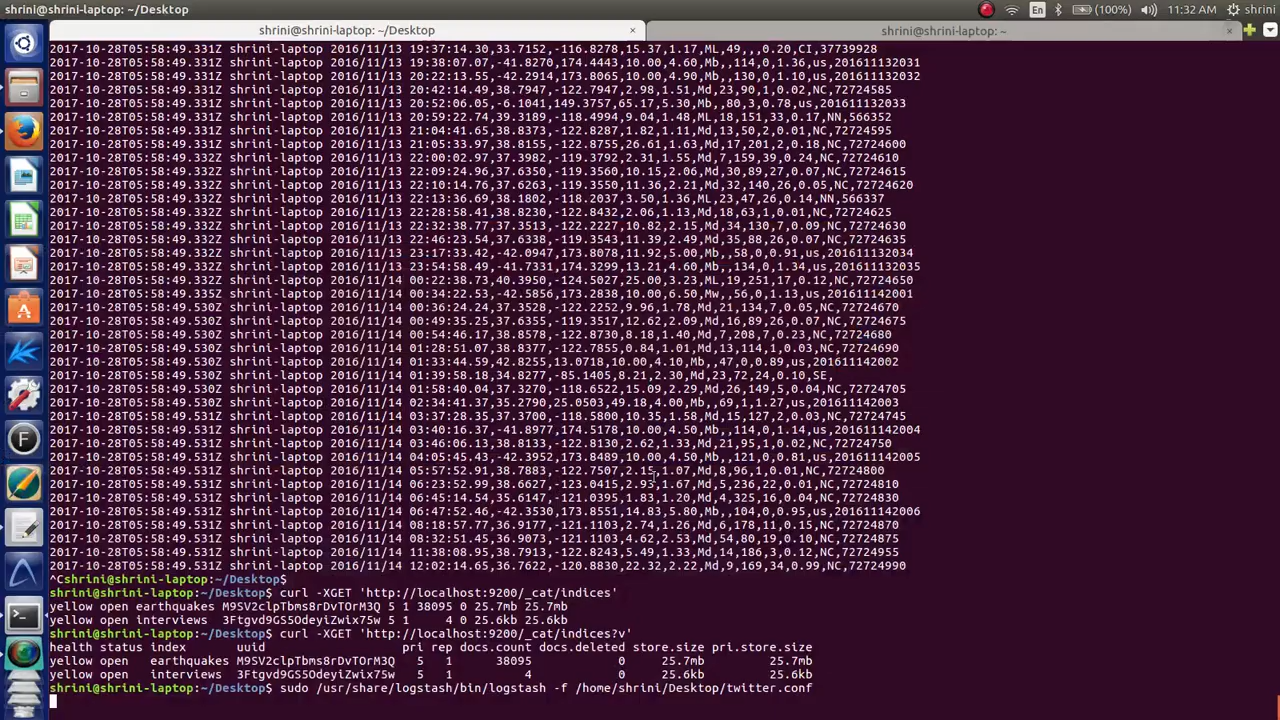 shrini@shrini-laptop: ~/Desktop
En
(100%)
11:32 AM
shrini
shrini@shrini-laptop: ~/Desktop ×
shrini@shrini-laptop: ~ ×
2017-10-28T05:58:49.331Z shrini-laptop 2016/11/13 19:37:14.30,33.7152,-116.8278,15.37,1.17,ML,49,,,0.20,CI,37739928
2017-10-28T05:58:49.331Z shrini-laptop 2016/11/13 19:38:07.07,-41.8270,174.4443,10.00,4.60,Mb,,114,0,1.36,us,201611132031
2017-10-28T05:58:49.331Z shrini-laptop 2016/11/13 20:22:13.55,-42.2914,173.8065,10.00,4.90,Mb,,130,0,1.10,us,201611132032
2017-10-28T05:58:49.331Z shrini-laptop 2016/11/13 20:42:14.49,38.7947,-122.7505,2.98,1.51,Md,23,90,1,0.02,NC,72724585
2017-10-28T05:58:49.331Z shrini-laptop 2016/11/13 20:52:06.05,-6.1041,149.3757,65.17,5.30,Mb,,80,3,0.78,us,201611132033
2017-10-28T05:58:49.331Z shrini-laptop 2016/11/13 20:59:22.74,39.3189,-118.4994,9.04,1.48,ML,18,151,33,0.17,NN,566352
2017-10-28T05:58:49.331Z shrini-laptop 2016/11/13 21:04:41.65,38.8373,-122.8287,1.82,1.11,Md,13,50,2,0.01,NC,72724595
2017-10-28T05:58:49.332Z shrini-laptop 2016/11/13 21:05:33.97,38.8155,-122.8755,26.61,1.63,Md,17,201,2,0.18,NC,72724600
2017-10-28T05:58:49.332Z shrini-laptop 2016/11/13 22:00:02.97,37.3982,-119.3792,2.31,1.55,Md,7,159,39,0.24,NC,72724610
2017-10-28T05:58:49.332Z shrini-laptop 2016/11/13 22:09:14.96,37.6350,-119.3560,10.15,2.06,Md,30,89,27,0.07,NC,72724615
2017-10-28T05:58:49.332Z shrini-laptop 2016/11/13 22:10:14.76,37.6263,-119.3550,11.36,2.21,Md,32,140,26,0.05,NC,72724620
2017-10-28T05:58:49.332Z shrini-laptop 2016/11/13 22:13:36.69,38.1802,-118.2037,3.50,1.36,ML,23,47,26,0.14,NN,566337
2017-10-28T05:58:49.332Z shrini-laptop 2016/11/13 22:28:38.41,38.8230,-122.8432,2.06,1.13,Md,18,63,1,0.01,NC,72724625
2017-10-28T05:58:49.332Z shrini-laptop 2016/11/13 22:32:38.77,37.3513,-122.2227,10.82,2.15,Md,34,130,7,0.09,NC,72724630
2017-10-28T05:58:49.332Z shrini-laptop 2016/11/13 22:46:23.54,37.6338,-119.3543,11.39,2.49,Md,35,88,26,0.07,NC,72724635
2017-10-28T05:58:49.332Z shrini-laptop 2016/11/13 23:17:33.42,-42.0947,173.8078,11.92,5.00,Mb,,58,0,0.91,us,201611132034
2017-10-28T05:58:49.332Z shrini-laptop 2016/11/13 23:54:58.49,-41.7331,174.3299,13.21,4.60,Mb,,134,0,1.34,us,201611132035
2017-10-28T05:58:49.530Z shrini-laptop 2016/11/14 00:22:38.73,40.3950,-124.5072,25.00,3.23,ML,19,251,17,0.12,NC,72724650
2017-10-28T05:58:49.530Z shrini-laptop 2016/11/14 00:34:22.53,-42.5856,173.2838,10.00,6.50,Mw,,56,0,1.13,us,201611142001
2017-10-28T05:58:49.530Z shrini-laptop 2016/11/14 00:36:24.24,37.3528,-122.2252,9.96,1.78,Md,21,134,7,0.05,NC,72724670
2017-10-28T05:58:49.530Z shrini-laptop 2016/11/14 00:49:35.25,37.6355,-119.3517,12.62,2.09,Md,16,89,26,0.07,NC,72724675
2017-10-28T05:58:49.530Z shrini-laptop 2016/11/14 00:54:46.17,38.8578,-122.8730,8.18,1.40,Md,7,208,7,0.23,NC,72724680
2017-10-28T05:58:49.530Z shrini-laptop 2016/11/14 01:28:51.07,38.8377,-122.7855,0.84,1.01,Md,13,114,1,0.03,NC,72724690
2017-10-28T05:58:49.530Z shrini-laptop 2016/11/14 01:33:44.59,42.8255,13.0718,10.00,4.10,Mb,,47,0,0.89,us,201611142002
2017-10-28T05:58:49.530Z shrini-laptop 2016/11/14 01:39:58.18,34.8277,-85.1405,8.21,2.30,Md,23,72,24,0.10,SE,
2017-10-28T05:58:49.531Z shrini-laptop 2016/11/14 01:58:40.04,37.3270,-118.6522,15.09,2.29,Md,26,149,5,0.04,NC,72724705
2017-10-28T05:58:49.531Z shrini-laptop 2016/11/14 02:34:41.37,35.2790,25.0503,49.18,4.00,Mb,,69,1,1.27,us,201611142003
2017-10-28T05:58:49.531Z shrini-laptop 2016/11/14 03:37:28.35,37.3700,-118.5800,10.35,1.58,Md,15,127,2,0.03,NC,72724745
2017-10-28T05:58:49.531Z shrini-laptop 2016/11/14 03:40:16.37,-41.8977,174.5178,10.00,4.50,Mb,,114,0,1.14,us,201611142004
2017-10-28T05:58:49.531Z shrini-laptop 2016/11/14 03:46:06.13,38.8133,-122.8130,2.62,1.33,Md,21,95,1,0.02,NC,72724750
2017-10-28T05:58:49.531Z shrini-laptop 2016/11/14 04:05:45.43,-42.3952,173.8489,10.00,4.50,Mb,,121,0,0.81,us,201611142005
2017-10-28T05:58:49.531Z shrini-laptop 2016/11/14 05:57:52.91,38.7883,-122.7507,2.15,1.07,Md,8,96,1,0.01,NC,72724800
2017-10-28T05:58:49.531Z shrini-laptop 2016/11/14 06:23:52.99,38.6627,-123.0415,2.95,1.67,Md,5,236,22,0.01,NC,72724810
2017-10-28T05:58:49.531Z shrini-laptop 2016/11/14 06:45:14.54,35.6147,-121.0395,1.83,1.20,Md,4,325,16,0.04,NC,72724830
2017-10-28T05:58:49.531Z shrini-laptop 2016/11/14 06:47:52.46,-42.3530,173.8551,14.83,5.80,Mb,,104,0,0.95,us,201611142006
2017-10-28T05:58:49.531Z shrini-laptop 2016/11/14 08:18:57.77,36.9177,-121.1103,2.74,1.26,Md,6,178,11,0.15,NC,72724870
2017-10-28T05:58:49.531Z shrini-laptop 2016/11/14 08:32:51.45,36.9073,-121.1103,4.62,2.53,Md,54,80,19,0.10,NC,72724875
2017-10-28T05:58:49.531Z shrini-laptop 2016/11/14 11:38:08.95,38.7913,-122.8243,5.49,1.33,Md,14,186,3,0.12,NC,72724955
2017-10-28T05:58:49.531Z shrini-laptop 2016/11/14 12:02:14.65,36.7622,-120.8830,22.32,2.22,Md,9,169,34,0.99,NC,72724990
^Cshrini@shrini-laptop:~/Desktop$
shrini@shrini-laptop:~/Desktop$ curl -XGET 'http://localhost:9200/_cat/indices'
yellow open earthquakes M9SV2clpTbms8rDvTOrM3Q 5 1 38095 0 25.7mb 25.7mb
yellow open interviews 3Ftgvd9GS5OdeyiZwix75w 5 1 4 0 25.6kb 25.6kb
shrini@shrini-laptop:~/Desktop$ curl -XGET 'http://localhost:9200/_cat/indices?v'
health status index uuid pri rep docs.count docs.deleted store.size pri.store.size
yellow open earthquakes M9SV2clpTbms8rDvTOrM3Q 5 1 38095 0 25.7mb 25.7mb
yellow open interviews 3Ftgvd9GS5OdeyiZwix75w 5 1 4 0 25.6kb 25.6kb
shrini@shrini-laptop:~/Desktop$ sudo /usr/share/logstash/bin/logstash -f /home/shrini/Desktop/twitter.conf